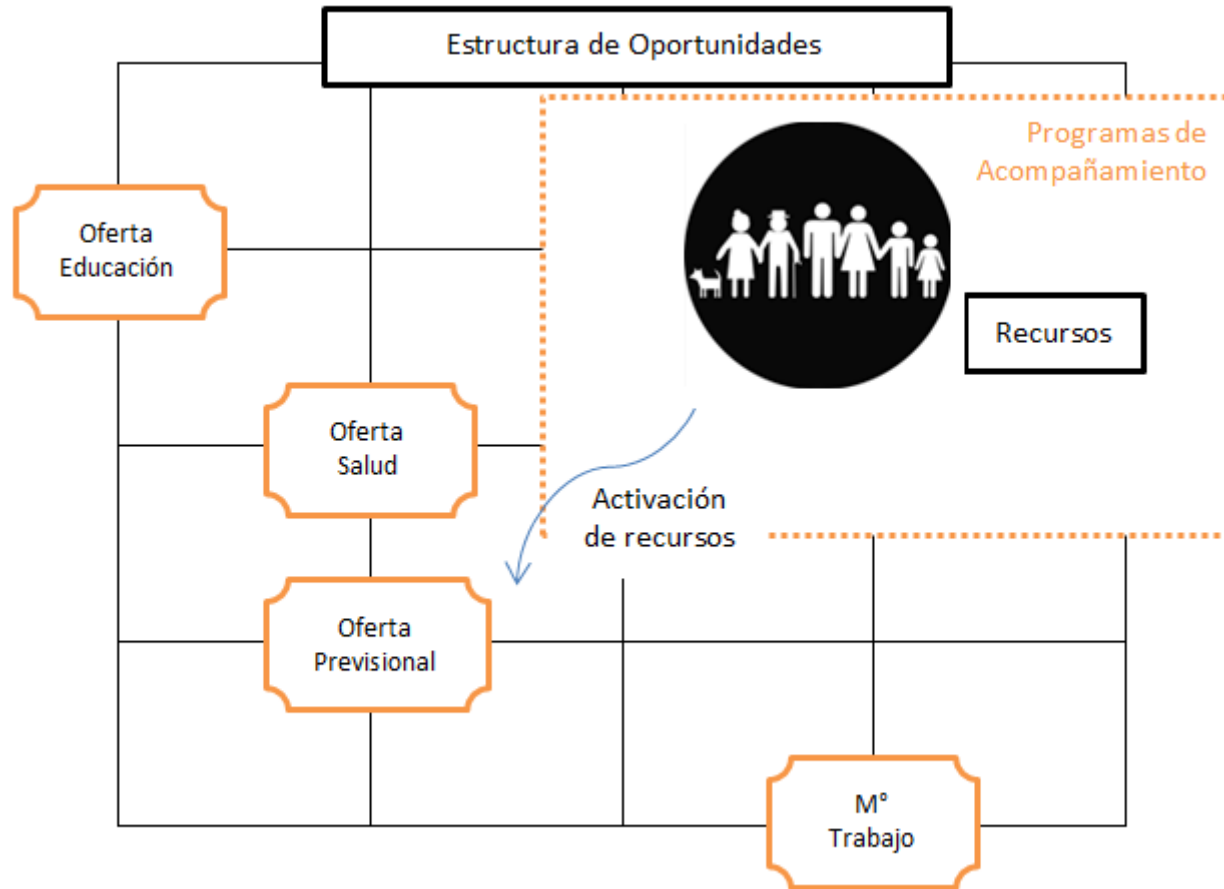 Estructura de Oportunidades
Programas de
Acompañamiento
Oferta
Educación
Recursos
Oferta
Salud
Activación
de recursos
Oferta
Previsional
M°
Trabajo